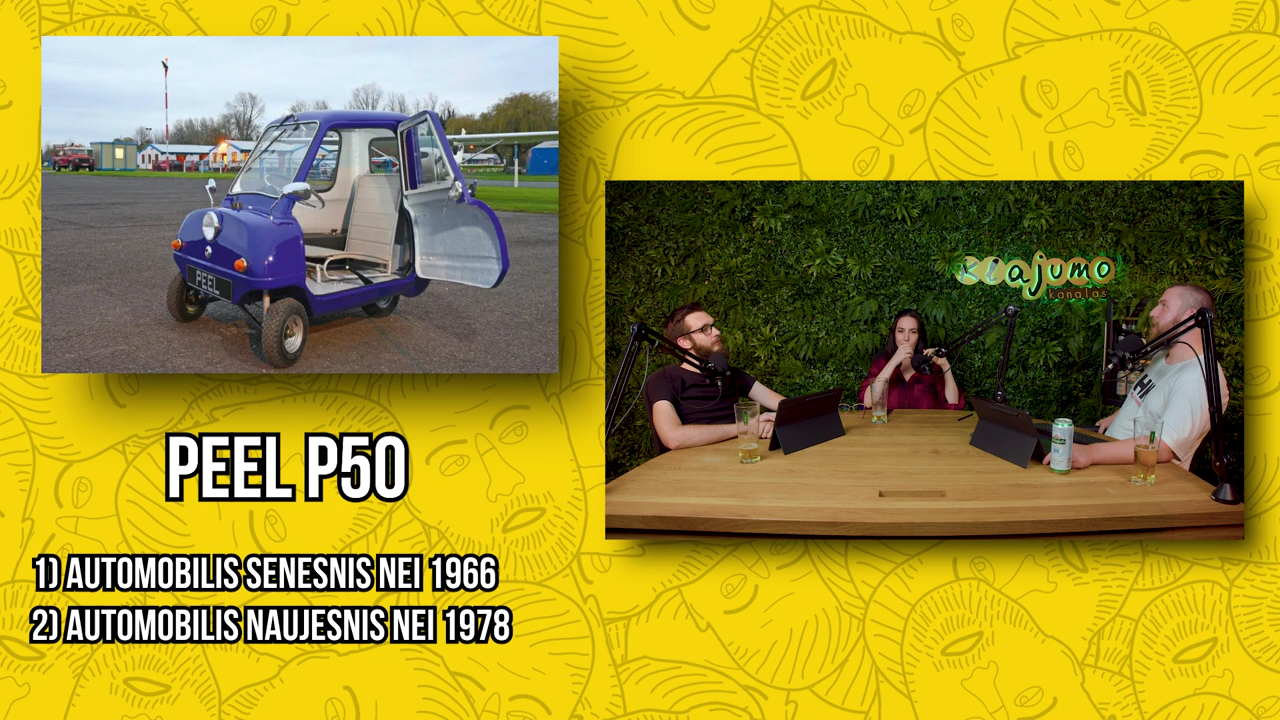 PEEL
Klajumo
kanalas
PEEL P50
1) AUTOMOBILIS SENESNIS NEI 1966
2) AUTOMOBILIS NAUJESNIS NEI 1978